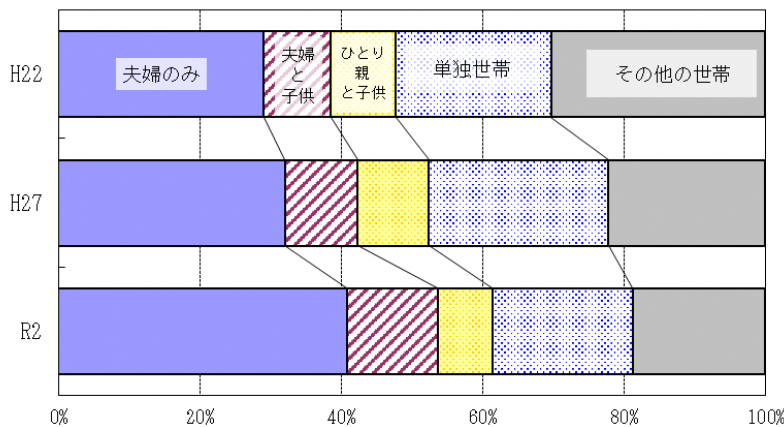 H22
夫婦のみ
夫婦
と
子供
ひとり
親
と子供
単独世帯
その他の世帯
H27
R2
0%
20%
40%
60%
80%
100%